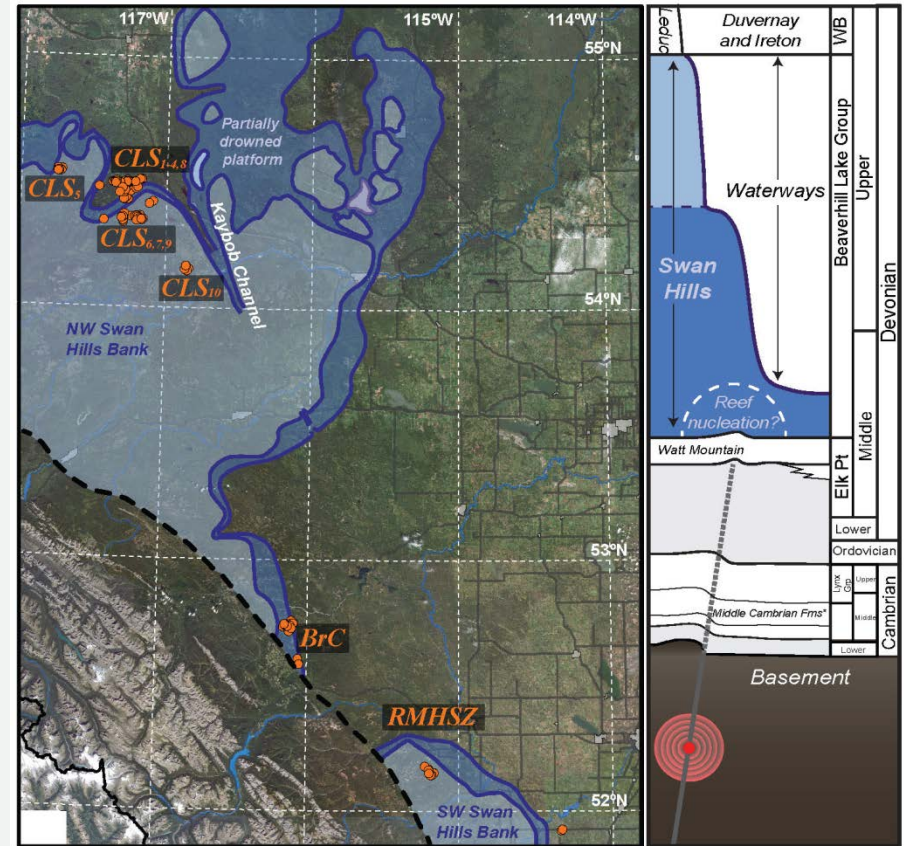 117°W
115°W
114°W
55°N
Partially
drowned
platform
CLS1-4,8
CLS5
CLS6,7,9
CLS10
Kaybob Channel
54°N
NW Swan
Hills Bank
53°N
BrC
RMHSZ
52°N
SW Swan
Hills Bank
Leduc
Duvernay
and Ireton
WB
Waterways
Swan
Hills
Reef
nucleation?
Beaverhill Lake Group
Upper
Devonian
Watt Mountain
Elk Pt
Middle
Lower
Ordovician
Lynx
Grp
Upper
Middle Cambrian Fms*
Middle
Lower
Cambrian
Basement